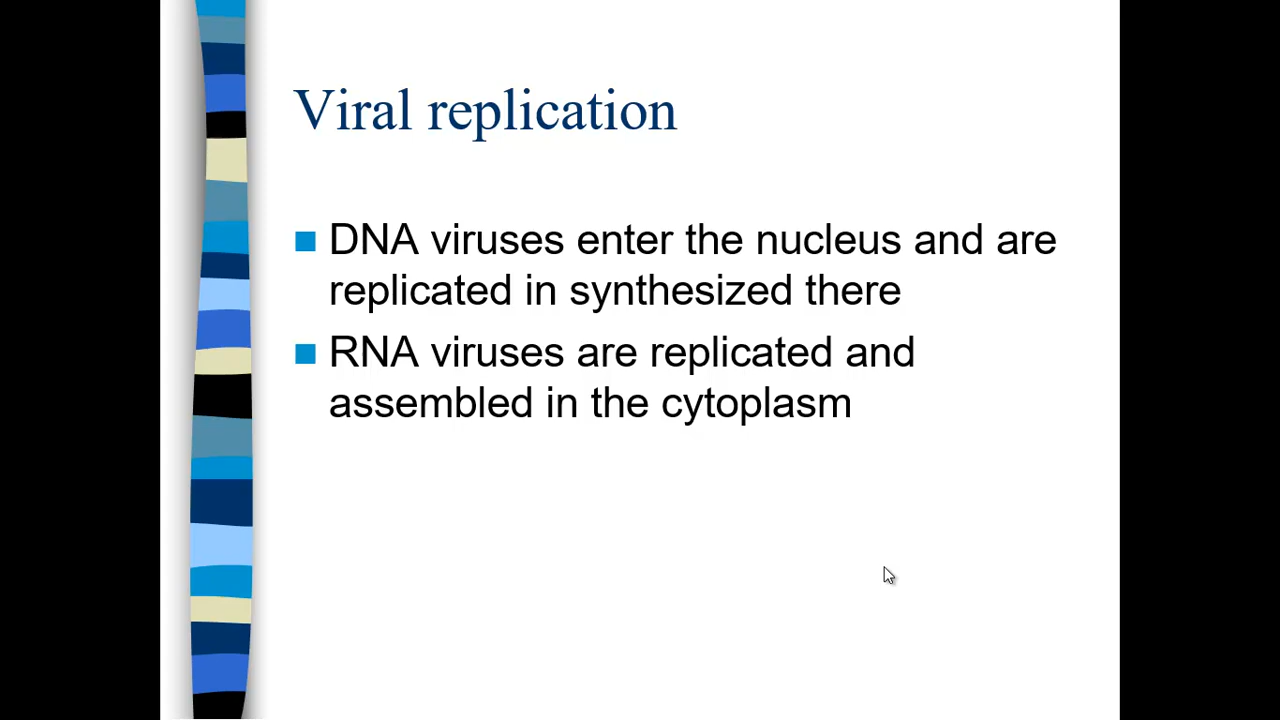 Viral replication
DNA viruses enter the nucleus and are
replicated in synthesized there
RNA viruses are replicated and
assembled in the cytoplasm